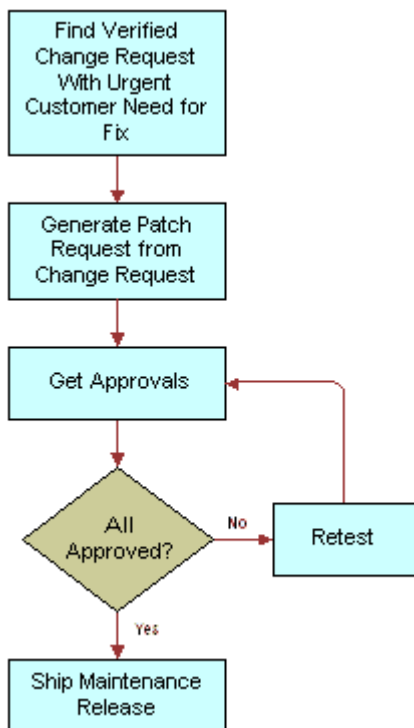 Find Verified
Change Request
With Urgent
Customer Need for
Fix
Generate Patch
Request from
Change Request
Get Approvals
All
Approved?
No
Retest
Yes
Ship Maintenance
Release